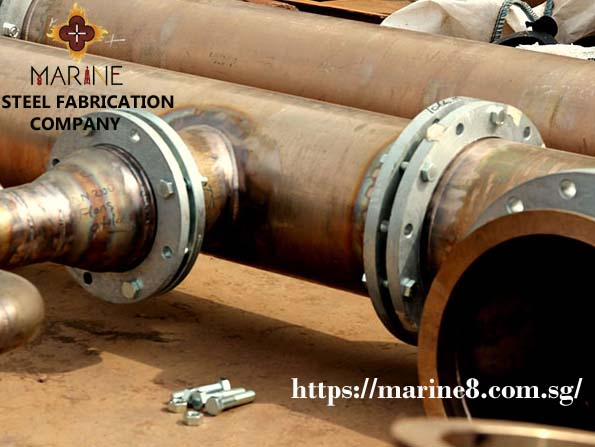 MARINE
STEEL FABRICATION
COMPANY
https://marine8.com.sg/